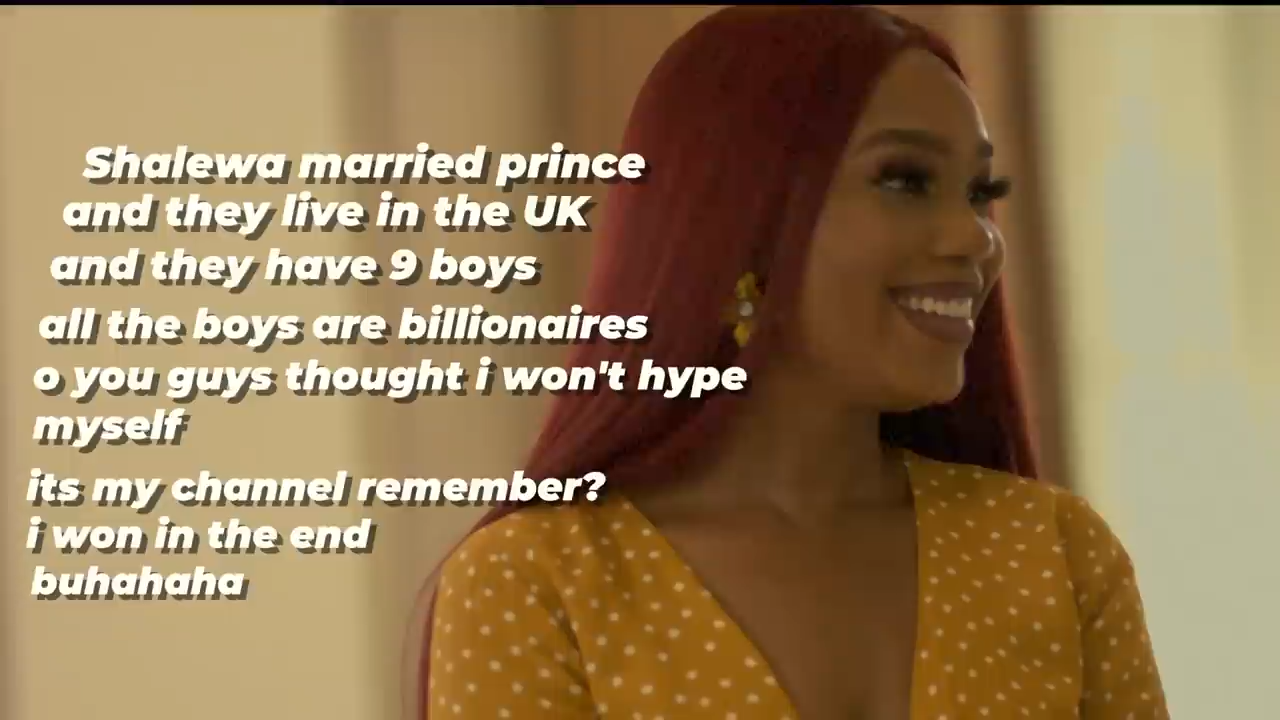 Shalewa married prince
and they live in the UK
and they have 9 boys
all the boys are billionaires
o you guys thought i won't hype
myself
its my channel remember?
i won in the end
buhahaha